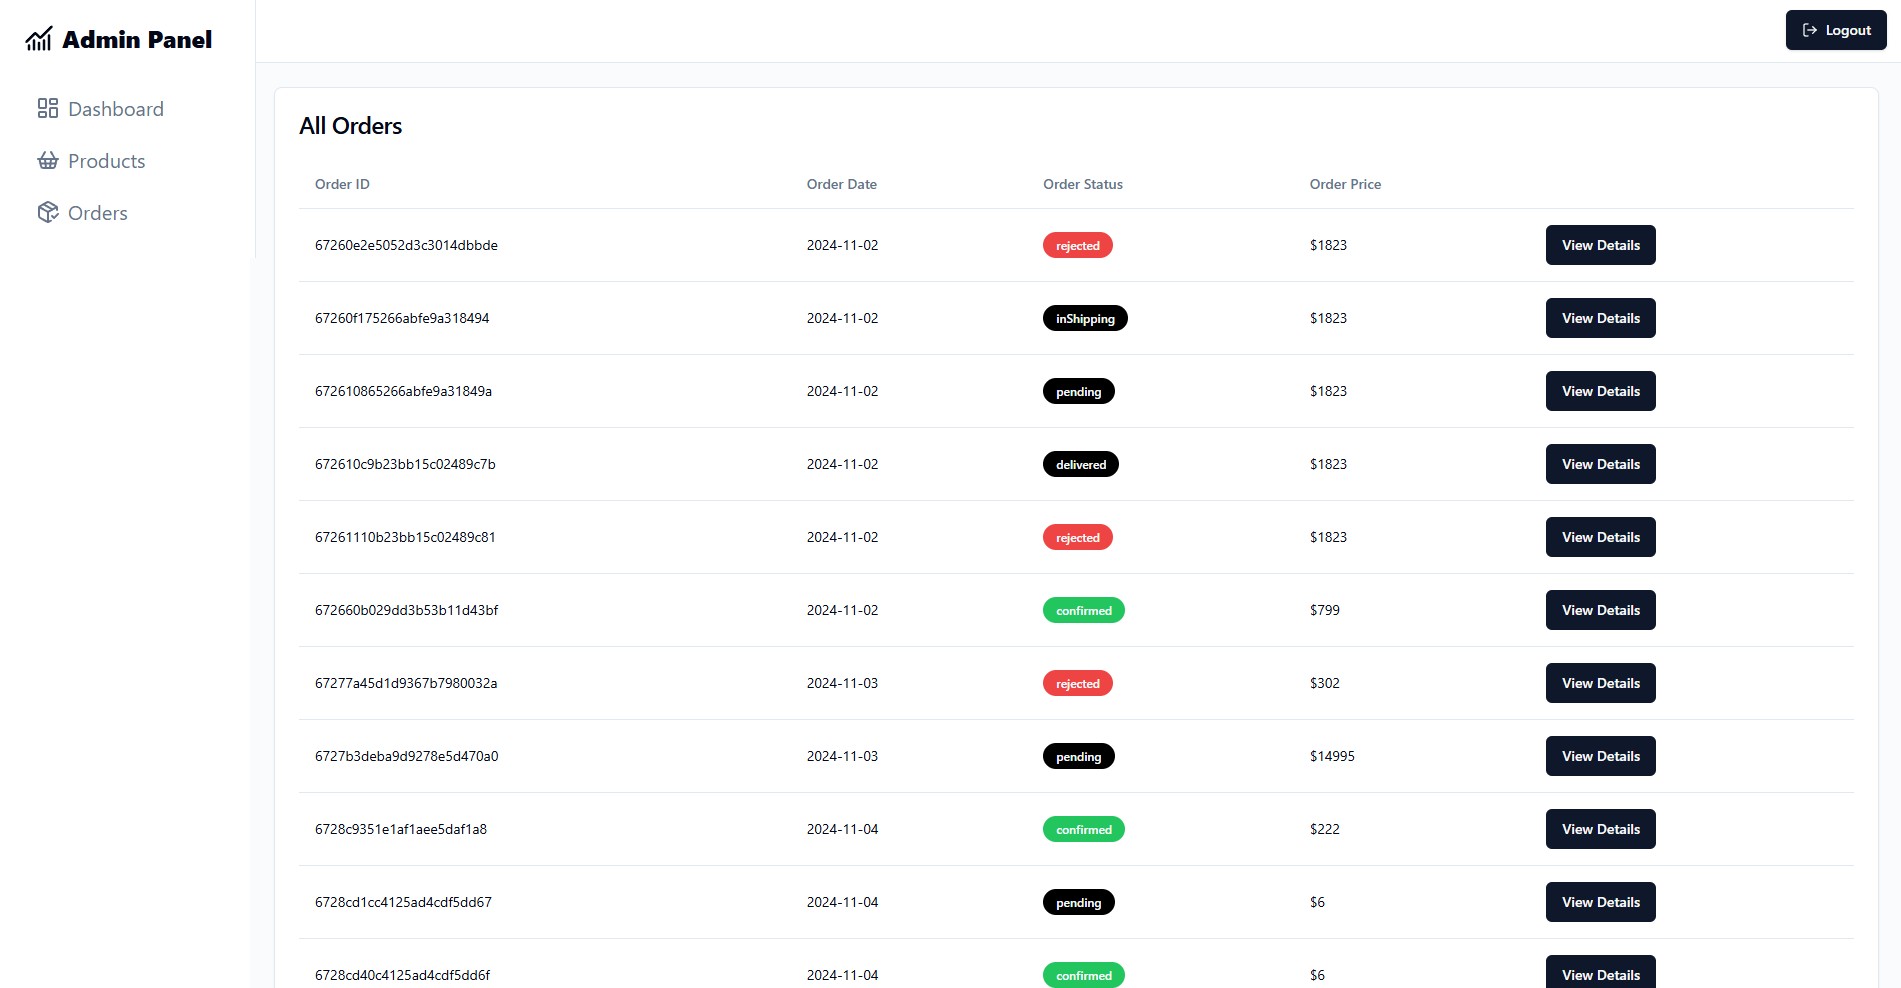 Admin Panel
Logout
Dashboard
Products
Orders
All Orders
Order ID Order Date Order Status Order Price
67260e2e5052d3c3014dbbde 2024-11-02 rejected $1823 View Details
67260f175266abfe9a318494 2024-11-02 inShipping $1823 View Details
672610865266abfe9a31849a 2024-11-02 pending $1823 View Details
672610c9b23bb15c02489c7b 2024-11-02 delivered $1823 View Details
67261110b23bb15c02489c81 2024-11-02 rejected $1823 View Details
672660b029dd3b53b11d43bf 2024-11-02 confirmed $799 View Details
67277a45d1d9367b7980032a 2024-11-03 rejected $302 View Details
6727b3deba9d9278e5d470a0 2024-11-03 pending $14995 View Details
6728c9351e1af1aee5daf1a8 2024-11-04 confirmed $222 View Details
6728cd1cc4125ad4cdf5dd67 2024-11-04 pending $6 View Details
6728cd40c4125ad4cdf5dd6f 2024-11-04 confirmed $6 View Details